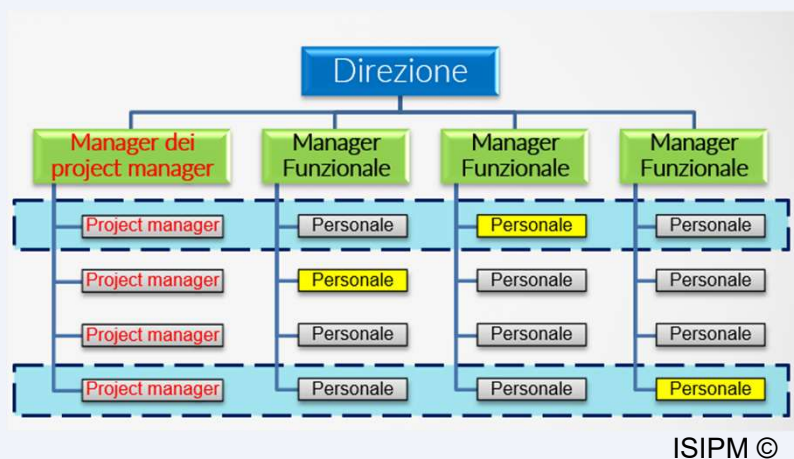 Direzione
Manager dei
project manager
Manager
Funzionale
Manager
Funzionale
Manager
Funzionale
Project manager
Personale
Personale
Personale
Project manager
Personale
Personale
Personale
Project manager
Personale
Personale
Personale
Project manager
Personale
Personale
Personale
ISIPM ©